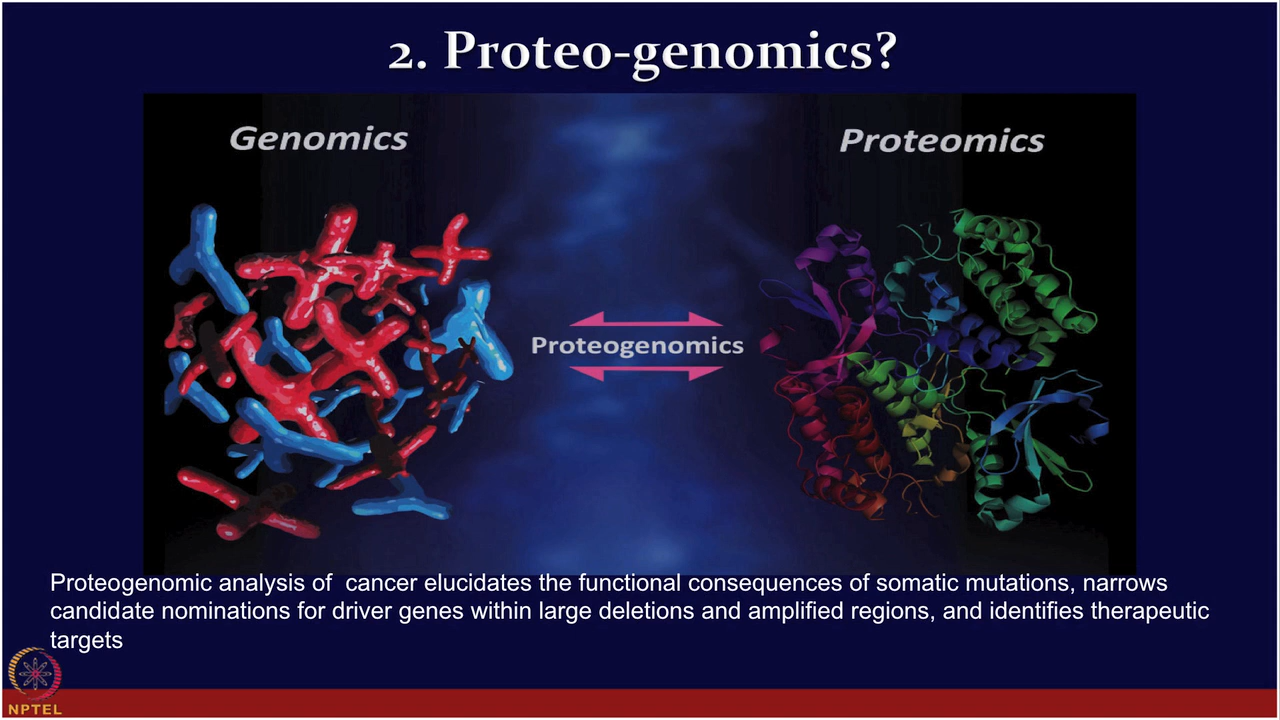 2. Proteo-genomics?
Genomics
Proteomics
Proteogenomics
Proteogenomic analysis of  cancer elucidates the functional consequences of somatic mutations, narrows
candidate nominations for driver genes within large deletions and amplified regions, and identifies therapeutic
targets
NPTEL